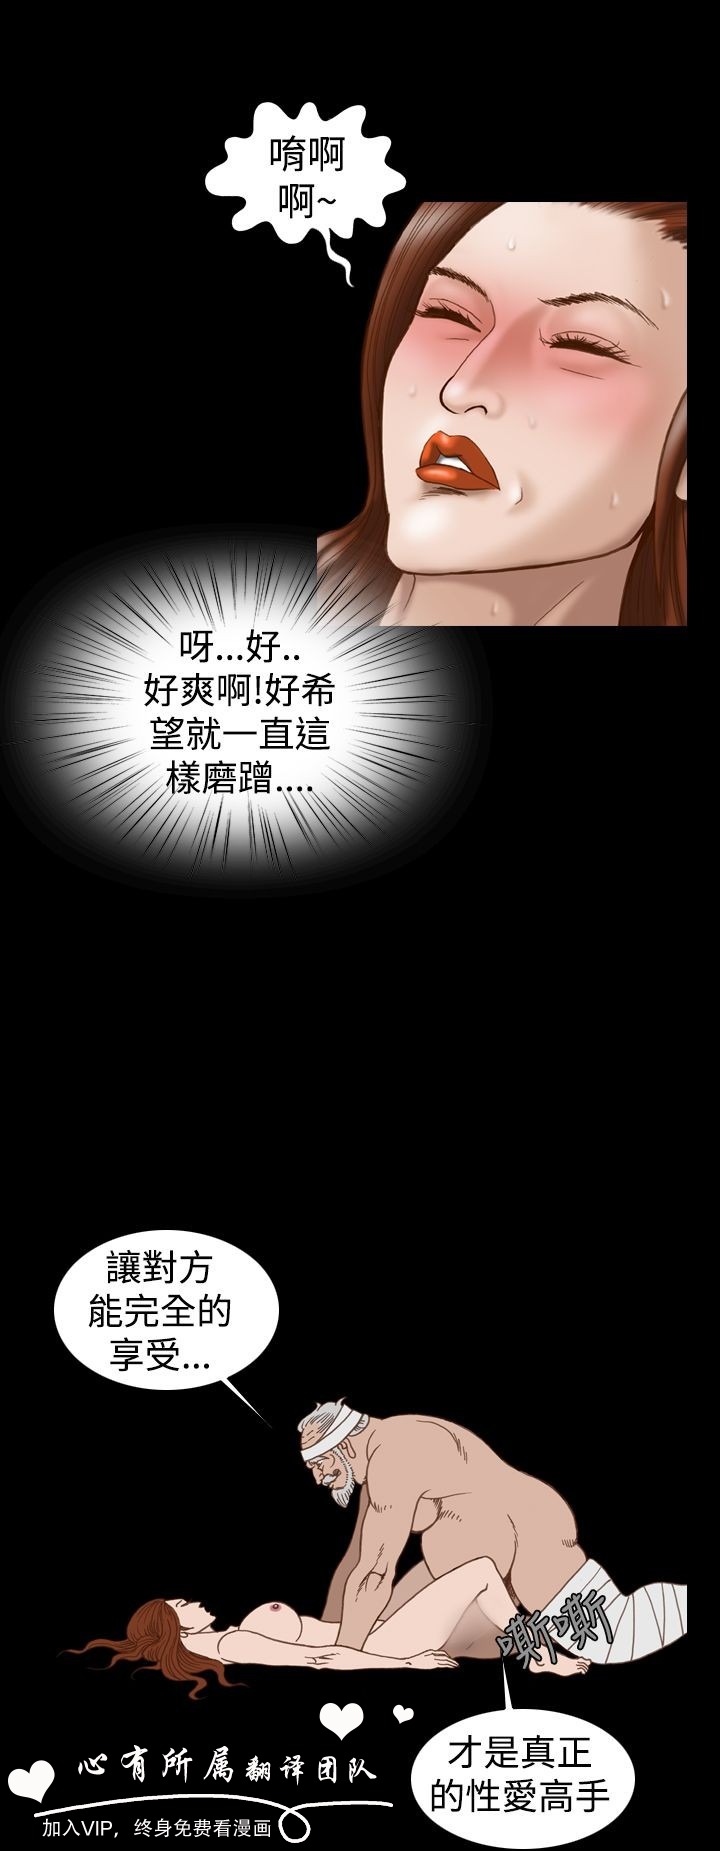 唷啊
啊~
呀...好..
好爽啊!好希
望就一直這
樣磨蹭....
讓對方
能完全的
享受...
嘶嘶
才是真正
的性愛高手
心有所属翻译团队
加入VIP，终身免费看漫画